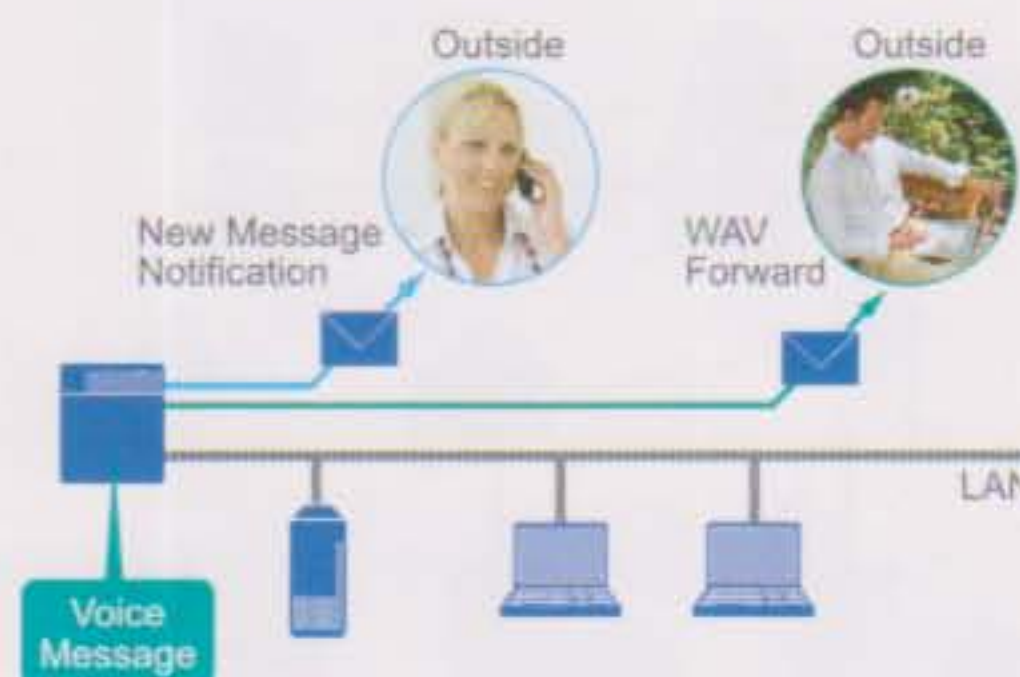 Outside
Outside
New Message
Notification
WAV
Forward
LAN
Voice
Message